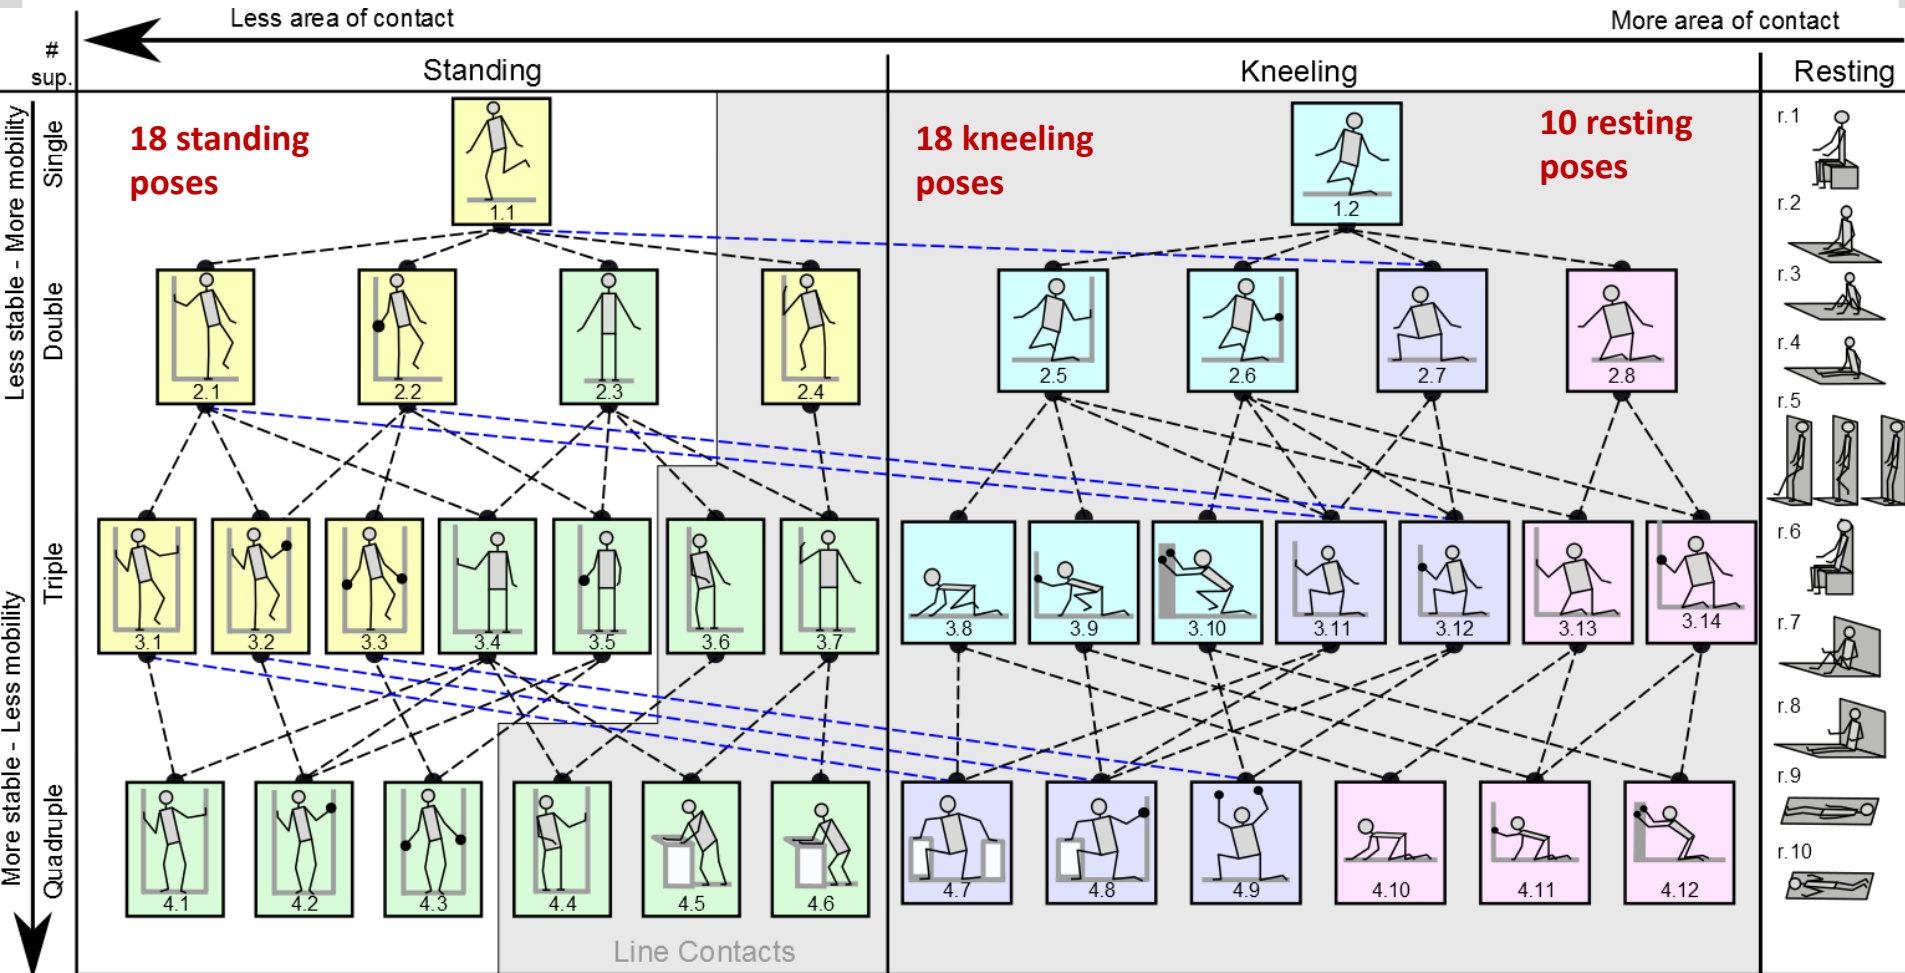 Less area of contact
More area of contact
#
sup.
Standing
Kneeling
Resting
Less stable - More mobility
More stable - Less mobility
Single
18 standing
poses
1.1
18 kneeling
poses
1.2
10 resting
poses
Double
2.1
2.2
2.3
2.4
2.5
2.6
2.7
2.8
Triple
3.1
3.2
3.3
3.4
3.5
3.6
3.7
3.8
3.9
3.10
3.11
3.12
3.13
3.14
Quadruple
4.1
4.2
4.3
4.4
4.5
4.6
4.7
4.8
4.9
4.10
4.11
4.12
Line Contacts
r.1
r.2
r.3
r.4
r.5
r.6
r.7
r.8
r.9
r.10